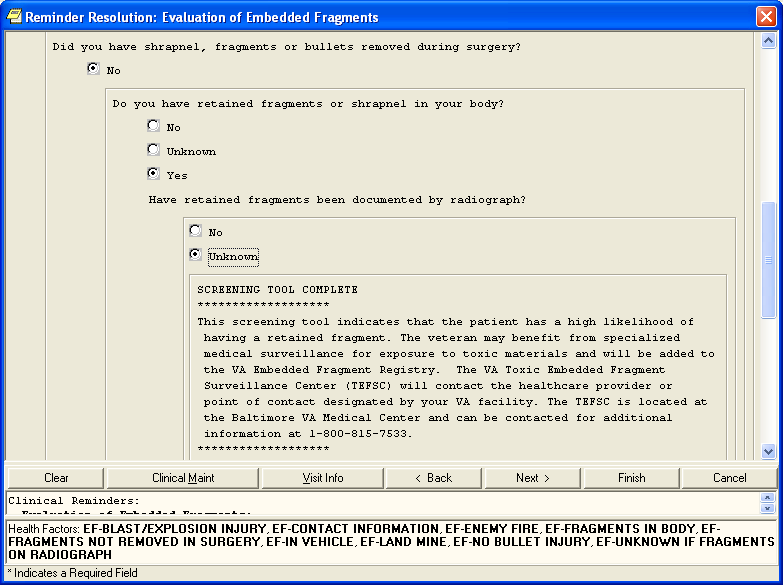 Reminder Resolution: Evaluation of Embedded Fragments
Did you have shrapnel, fragments or bullets removed during surgery?
No
Do you have retained fragments or shrapnel in your body?
No
Unknown
Yes
Have retained fragments been documented by radiograph?
No
Unknown
SCREENING TOOL COMPLETE
*******************
This screening tool indicates that the patient has a high likelihood of
having a retained fragment. The veteran may benefit from specialized
medical surveillance for exposure to toxic materials and will be added to
the VA Embedded Fragment Registry.  The VA Toxic Embedded Fragment
Surveillance Center (TEFSC) will contact the healthcare provider or
point of contact designated by your VA facility. The TEFSC is located at
the Baltimore VA Medical Center and can be contacted for additional
information at 1-800-815-7533.
*******************
Clear Clinical Maint Visit Info < Back Next > Finish Cancel
Clinical Reminders:
Evaluation of Embedded Fragments:
Health Factors: EF-BLAST/EXPLOSION INJURY, EF-CONTACT INFORMATION, EF-ENEMY FIRE, EF-FRAGMENTS IN BODY, EF-
FRAGMENTS NOT REMOVED IN SURGERY, EF-IN VEHICLE, EF-LAND MINE, EF-NO BULLET INJURY, EF-UNKNOWN IF FRAGMENTS
ON RADIOGRAPH
* Indicates a Required Field